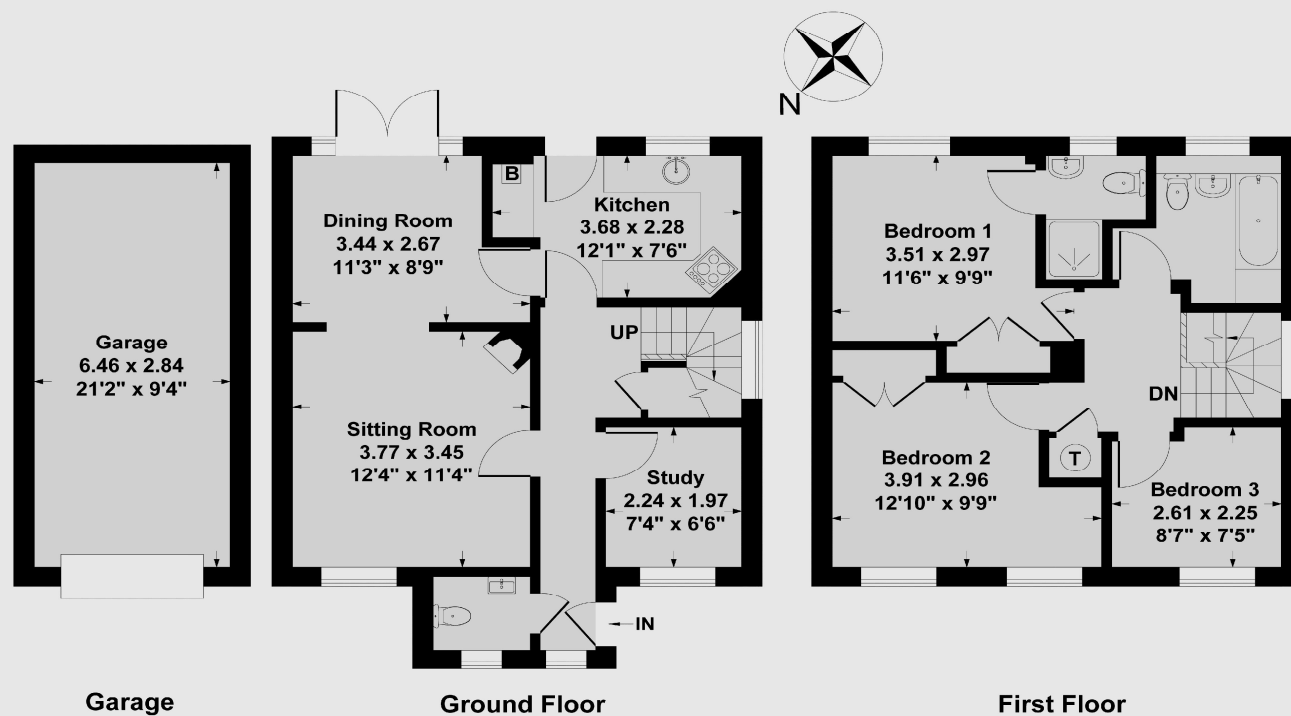 N
Garage
6.46 x 2.84
21'2" x 9'4"
Dining Room
3.44 x 2.67
11'3" x 8'9"
B
Kitchen
3.68 x 2.28
12'1" x 7'6"
UP
Sitting Room
3.77 x 3.45
12'4" x 11'4"
Study
2.24 x 1.97
7'4" x 6'6"
IN
Bedroom 1
3.51 x 2.97
11'6" x 9'9"
DN
Bedroom 2
3.91 x 2.96
12'10" x 9'9"
T
Bedroom 3
2.61 x 2.25
8'7" x 7'5"
Garage
Ground Floor
First Floor